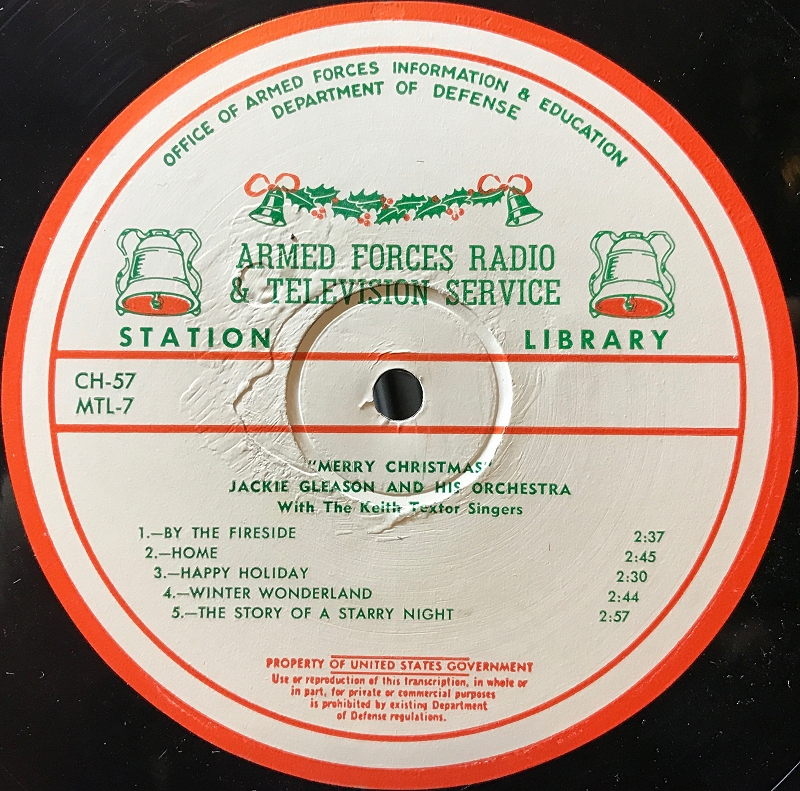 OFFICE OF ARMED FORCES INFORMATION & EDUCATION
DEPARTMENT OF DEFENSE
ARMED FORCES RADIO
& TELEVISION SERVICE
STATION LIBRARY
CH-57
MTL-7
"MERRY CHRISTMAS"
JACKIE GLEASON AND HIS ORCHESTRA
With The Keith Textor Singers
1.—BY THE FIRESIDE 2:37
2.—HOME 2:45
3.—HAPPY HOLIDAY 2:30
4.—WINTER WONDERLAND 2:44
5.—THE STORY OF A STARRY NIGHT 2:57
PROPERTY OF UNITED STATES GOVERNMENT
Use or reproduction of this transcription, in whole or
in part, for private or commercial purposes
is prohibited by existing Department
of Defense regulations.